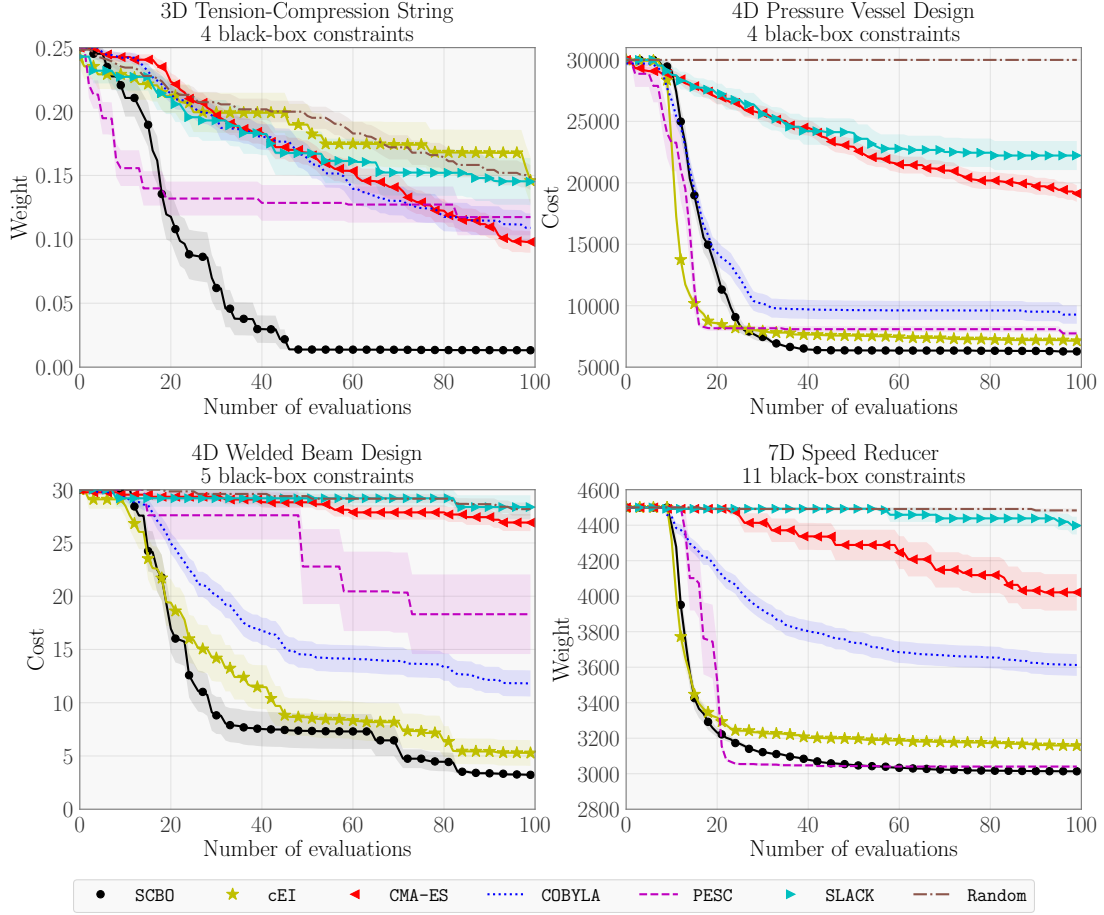 3D Tension-Compression String
4 black-box constraints
0.25
0.20
0.15
0.10
0.05
0.00
Weight
0 20 40 60 80 100
Number of evaluations
4D Pressure Vessel Design
4 black-box constraints
30000
25000
20000
15000
10000
5000
Cost
0 20 40 60 80 100
Number of evaluations
4D Welded Beam Design
5 black-box constraints
30
25
20
15
10
5
0
Cost
0 20 40 60 80 100
Number of evaluations
7D Speed Reducer
11 black-box constraints
4600
4400
4200
4000
3800
3600
3400
3200
3000
2800
Weight
0 20 40 60 80 100
Number of evaluations
SCBO cEI CMA-ES COBYLA PESC SLACK Random